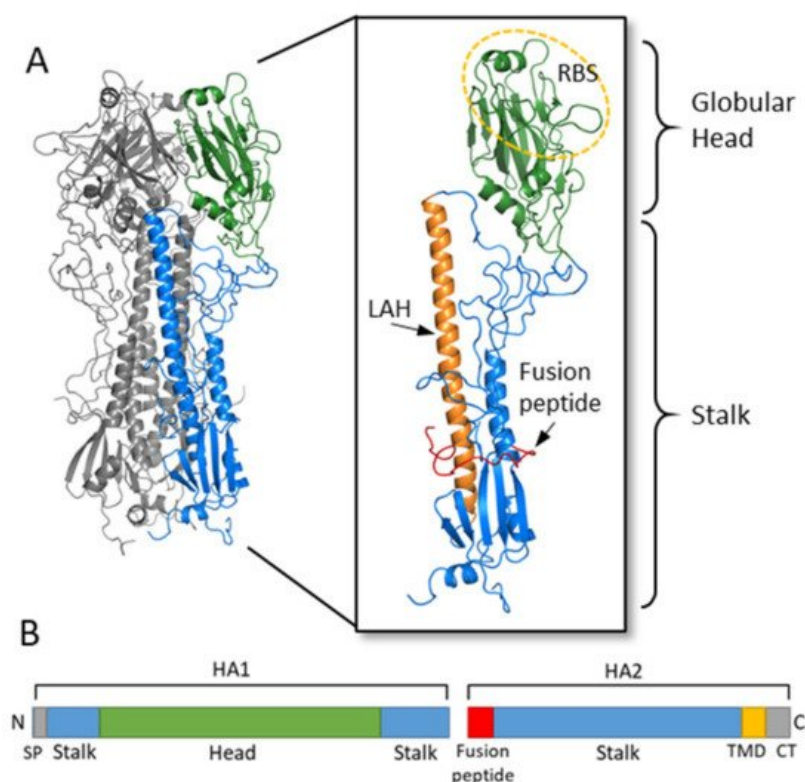 A
RBS
Globular
Head
LAH
Fusion
peptide
Stalk
B
HA1
HA2
N
C
SP
Stalk
Head
Stalk
Fusion
peptide
Stalk
TMD
CT